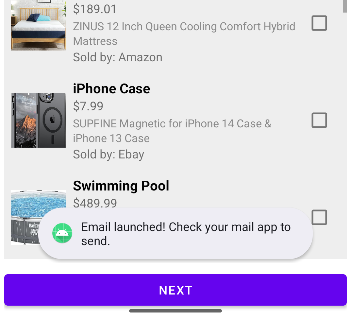 $189.01
ZINUS 12 Inch Queen Cooling Comfort Hybrid
Mattress
Sold by: Amazon
iPhone Case
$7.99
SUPFINE Magnetic for iPhone 14 Case &
iPhone 13 Case
Sold by: Ebay
Swimming Pool
$489.99
Email launched! Check your mail app to
send.
NEXT